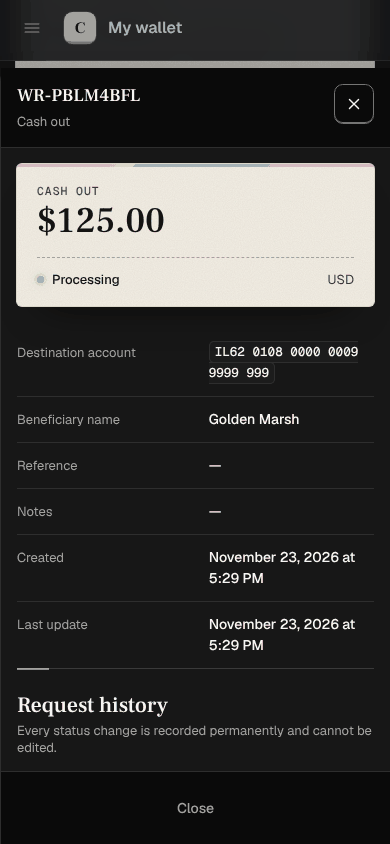 C My wallet
WR-PBLM4BFL
Cash out
CASH OUT
$125.00
Processing USD
Destination account IL62 0108 0000 0009
9999 999
Beneficiary name Golden Marsh
Reference —
Notes —
Created November 23, 2026 at
5:29 PM
Last update November 23, 2026 at
5:29 PM
Request history
Every status change is recorded permanently and cannot be
edited.
Close